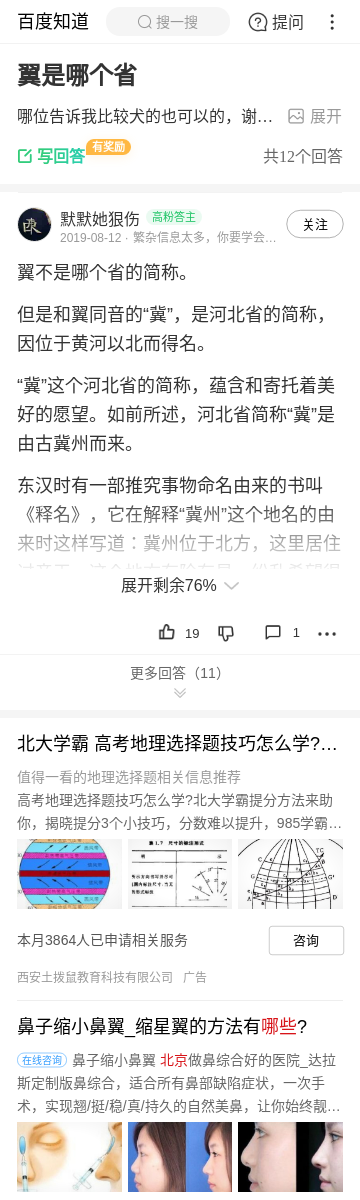 百度知道 搜一搜 提问
翼是哪个省
哪位告诉我比较犬的也可以的，谢… 展开
写回答 有奖励 共12个回答
默默她狠伤 高粉答主 关注
2019-08-12 · 繁杂信息太多，你要学会…
翼不是哪个省的简称。
但是和翼同音的“冀”，是河北省的简称，
因位于黄河以北而得名。
“冀”这个河北省的简称，蕴含和寄托着美
好的愿望。如前所述，河北省简称“冀”是
由古冀州而来。
东汉时有一部推究事物命名由来的书叫
《释名》，它在解释“冀州”这个地名的由
来时这样写道：冀州位于北方，这里居住
展开剩余76%
19 1
更多回答（11）
北大学霸 高考地理选择题技巧怎么学?…
值得一看的地理选择题相关信息推荐
高考地理选择题技巧怎么学?北大学霸提分方法来助
你，揭晓提分3个小技巧，分数难以提升，985学霸…
本月3864人已申请相关服务 咨询
西安土拨鼠教育科技有限公司 广告
鼻子缩小鼻翼_缩星翼的方法有哪些?
在线咨询 鼻子缩小鼻翼 北京做鼻综合好的医院_达拉
斯定制版鼻综合，适合所有鼻部缺陷症状，一次手
术，实现翘/挺/稳/真/持久的自然美鼻，让你始终靓…